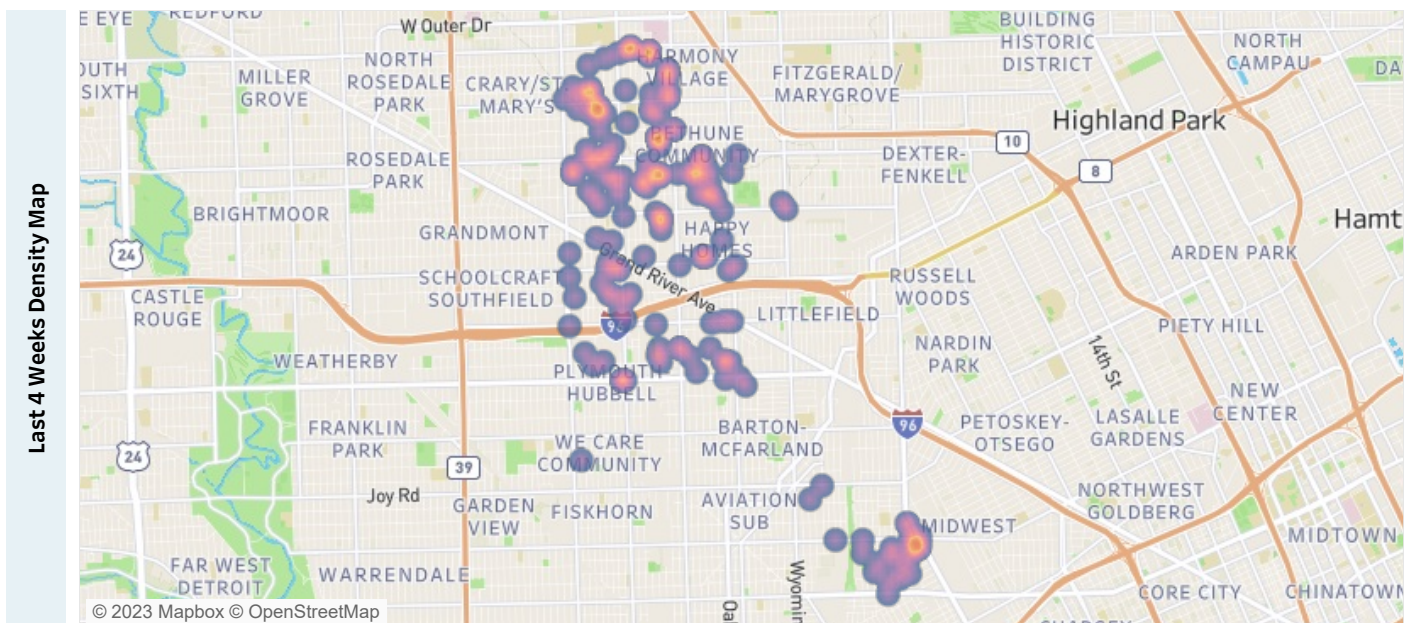 Last 4 Weeks Density Map
E EYE
REDFORD
W Outer Dr
BUILDING
HISTORIC
DISTRICT
NORTH
CAMPAU
OUTH
SIXTH
MILLER
GROVE
NORTH
ROSEDALE
PARK
CRARY/ST.
MARY'S
HARMONY
VILLAGE
FITZGERALD/
MARYGROVE
DA
Highland Park
10
8
BETHUNE
COMMUNITY
DEXTER-
FENKELL
ROSEDALE
PARK
BRIGHTMOOR
GRANDMONT
HAPPY
HOMES
Hamt
24
ARDEN PARK
Grand River Ave
SCHOOLCRAFT
SOUTHFIELD
RUSSELL
WOODS
CASTLE
ROUGE
LITTLEFIELD
96
PIETY HILL
WEATHERBY
NARDIN
PARK
14th St
PLYMOUTH
HUBBELL
NEW
CENTER
FRANKLIN
PARK
WE CARE
COMMUNITY
BARTON-
MCFARLAND
96
PETOSKEY-
OTSEGO
LASALLE
GARDENS
24
39
Joy Rd
GARDEN
VIEW
FISKHORN
AVIATION
SUB
MIDWEST
NORTHWEST
GOLDBERG
MIDTOWN
FAR WEST
DETROIT
WARRENDALE
Wyomin
Oa
CORE CITY
CHINATOWN
© 2023 Mapbox © OpenStreetMap